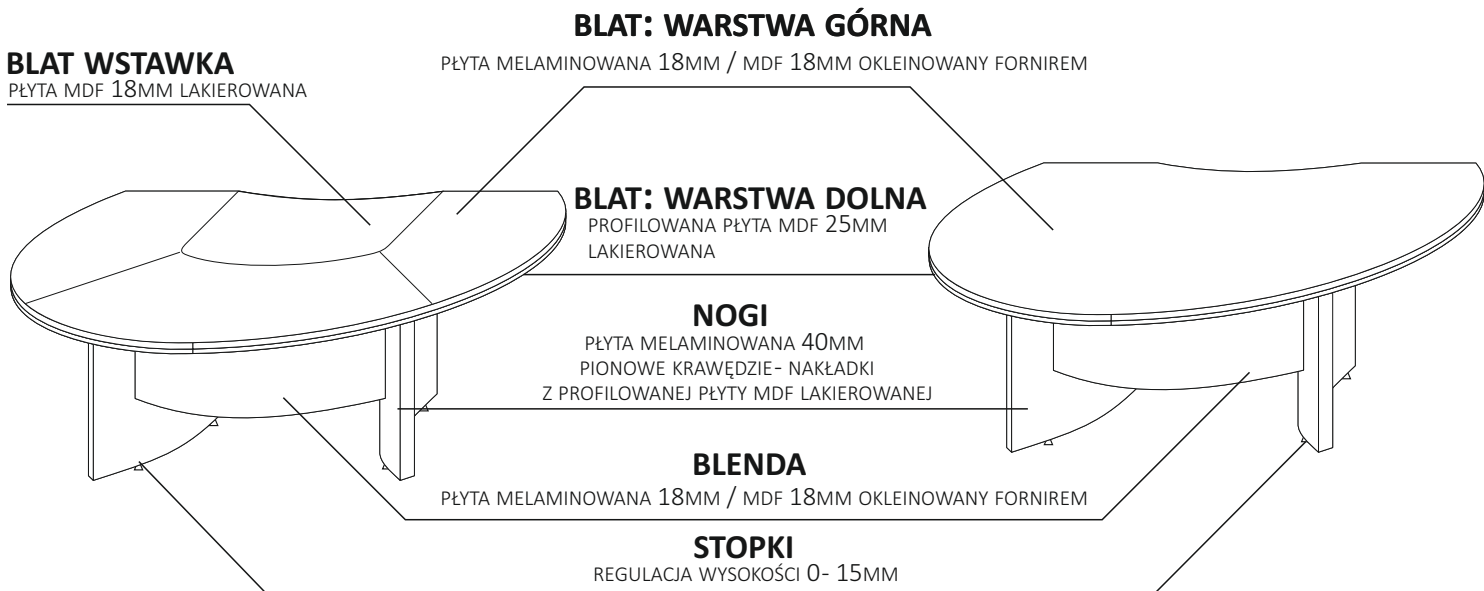 BLAT: WARSTWA GÓRNA
PŁYTA MELAMINOWANA 18MM / MDF 18MM OKLEINOWANY FORNIREM
BLAT WSTAWKA
PŁYTA MDF 18MM LAKIEROWANA
BLAT: WARSTWA DOLNA
PROFILOWANA PŁYTA MDF 25MM
LAKIEROWANA
NOGI
PŁYTA MELAMINOWANA 40MM
PIONOWE KRAWĘDZIE- NAKŁADKI
Z PROFILOWANEJ PŁYTY MDF LAKIEROWANEJ
BLENDA
PŁYTA MELAMINOWANA 18MM / MDF 18MM OKLEINOWANY FORNIREM
STOPKI
REGULACJA WYSOKOŚCI 0- 15MM